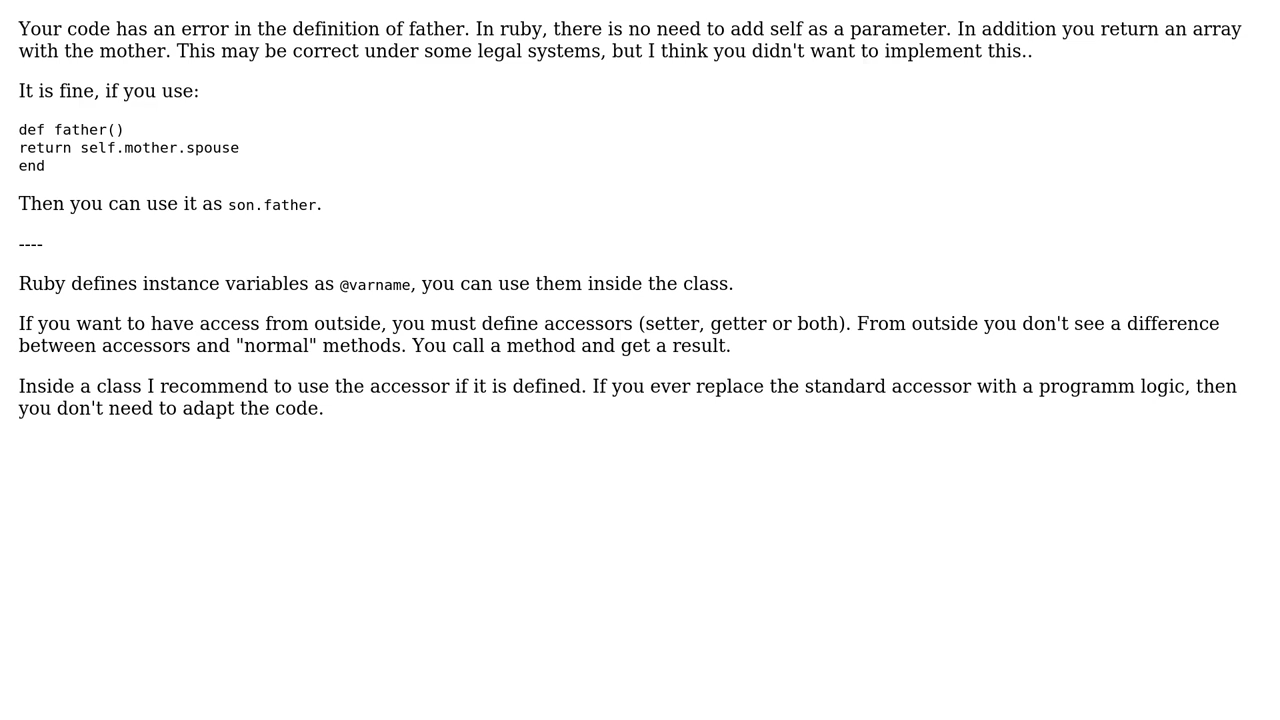 Your code has an error in the definition of father. In ruby, there is no need to add self as a parameter. In addition you return an array
with the mother. This may be correct under some legal systems, but I think you didn't want to implement this..
It is fine, if you use:
def father()
return self.mother.spouse
end
Then you can use it as son.father.
----
Ruby defines instance variables as @varname, you can use them inside the class.
If you want to have access from outside, you must define accessors (setter, getter or both). From outside you don't see a difference
between accessors and "normal" methods. You call a method and get a result.
Inside a class I recommend to use the accessor if it is defined. If you ever replace the standard accessor with a programm logic, then
you don't need to adapt the code.